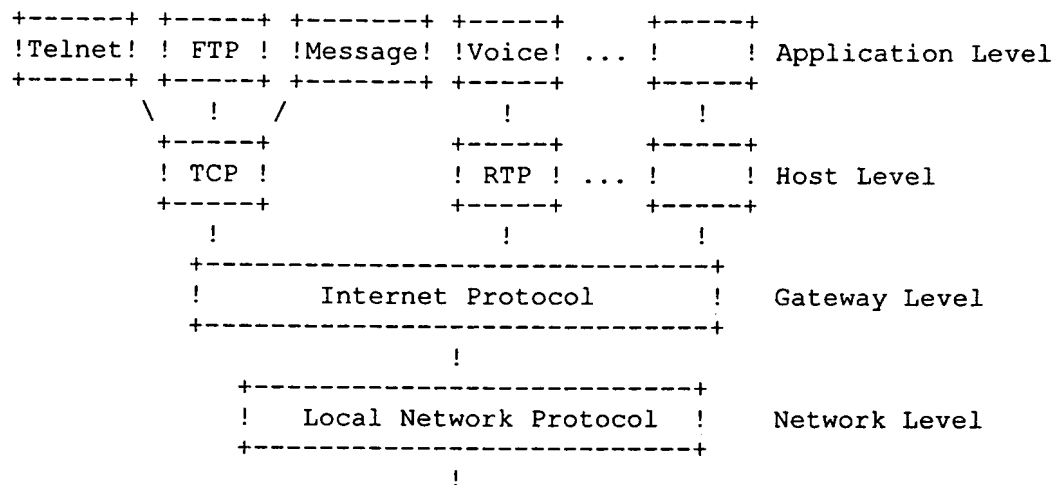 +------+ +-----+ +-------+ +-----+     +-----+
!Telnet! ! FTP ! !Message! !Voice! ... !     ! Application Level
+------+ +-----+ +-------+ +-----+     +-----+
      \   !   /             !         !
       +-----+              +-----+     +-----+
       ! TCP !              ! RTP ! ... !     ! Host Level
       +-----+              +-----+     +-----+
          !                    !           !
         +-------------------------------+
         !      Internet Protocol      ! Gateway Level
         +-------------------------------+
                       !
           +---------------------------+
           !   Local Network Protocol  ! Network Level
           +---------------------------+
                       !